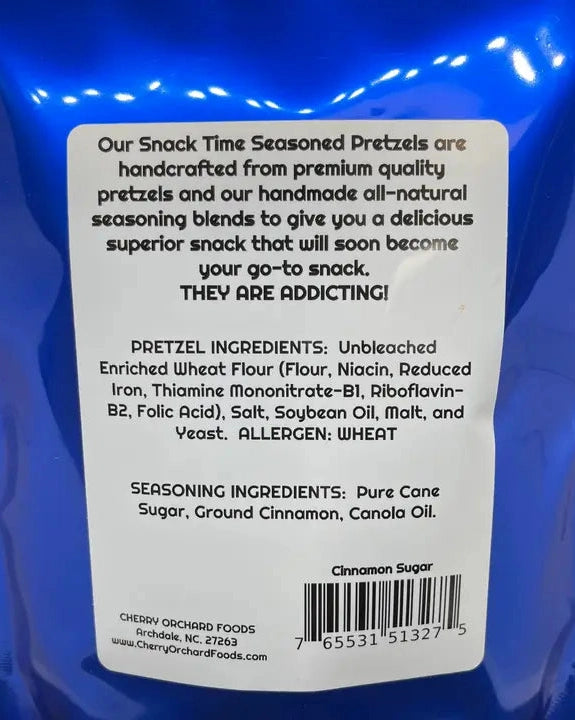 Our Snack Time Seasoned Pretzels are
handcrafted from premium quality
pretzels and our handmade all-natural
seasoning blends to give you a delicious
superior snack that will soon become
your go-to snack.
THEY ARE ADDICTING!
PRETZEL INGREDIENTS: Unbleached
Enriched Wheat Flour (Flour, Niacin, Reduced
Iron, Thiamine Mononitrate-B1, Riboflavin-
B2, Folic Acid), Salt, Soybean Oil, Malt, and
Yeast. ALLERGEN: WHEAT
SEASONING INGREDIENTS: Pure Cane
Sugar, Ground Cinnamon, Canola Oil.
Cinnamon Sugar
7 65531 51327 5
CHERRY ORCHARD FOODS
Archdale, NC. 27263
www.CherryOrchardFoods.com